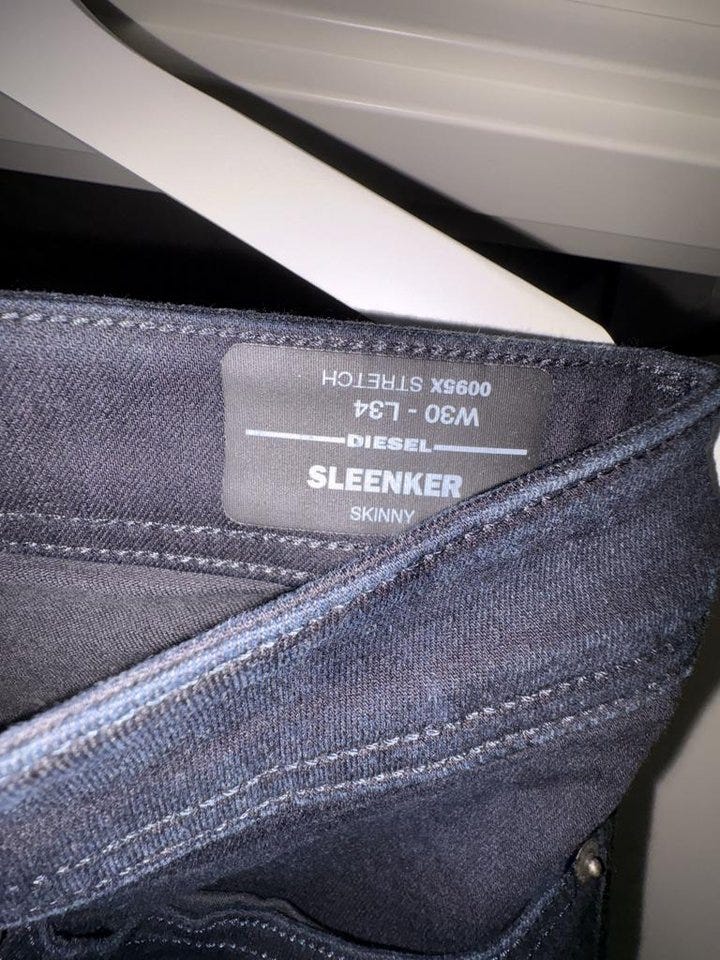 0095X STRETCH
W30 - L34
DIESEL
SLEENKER
SKINNY